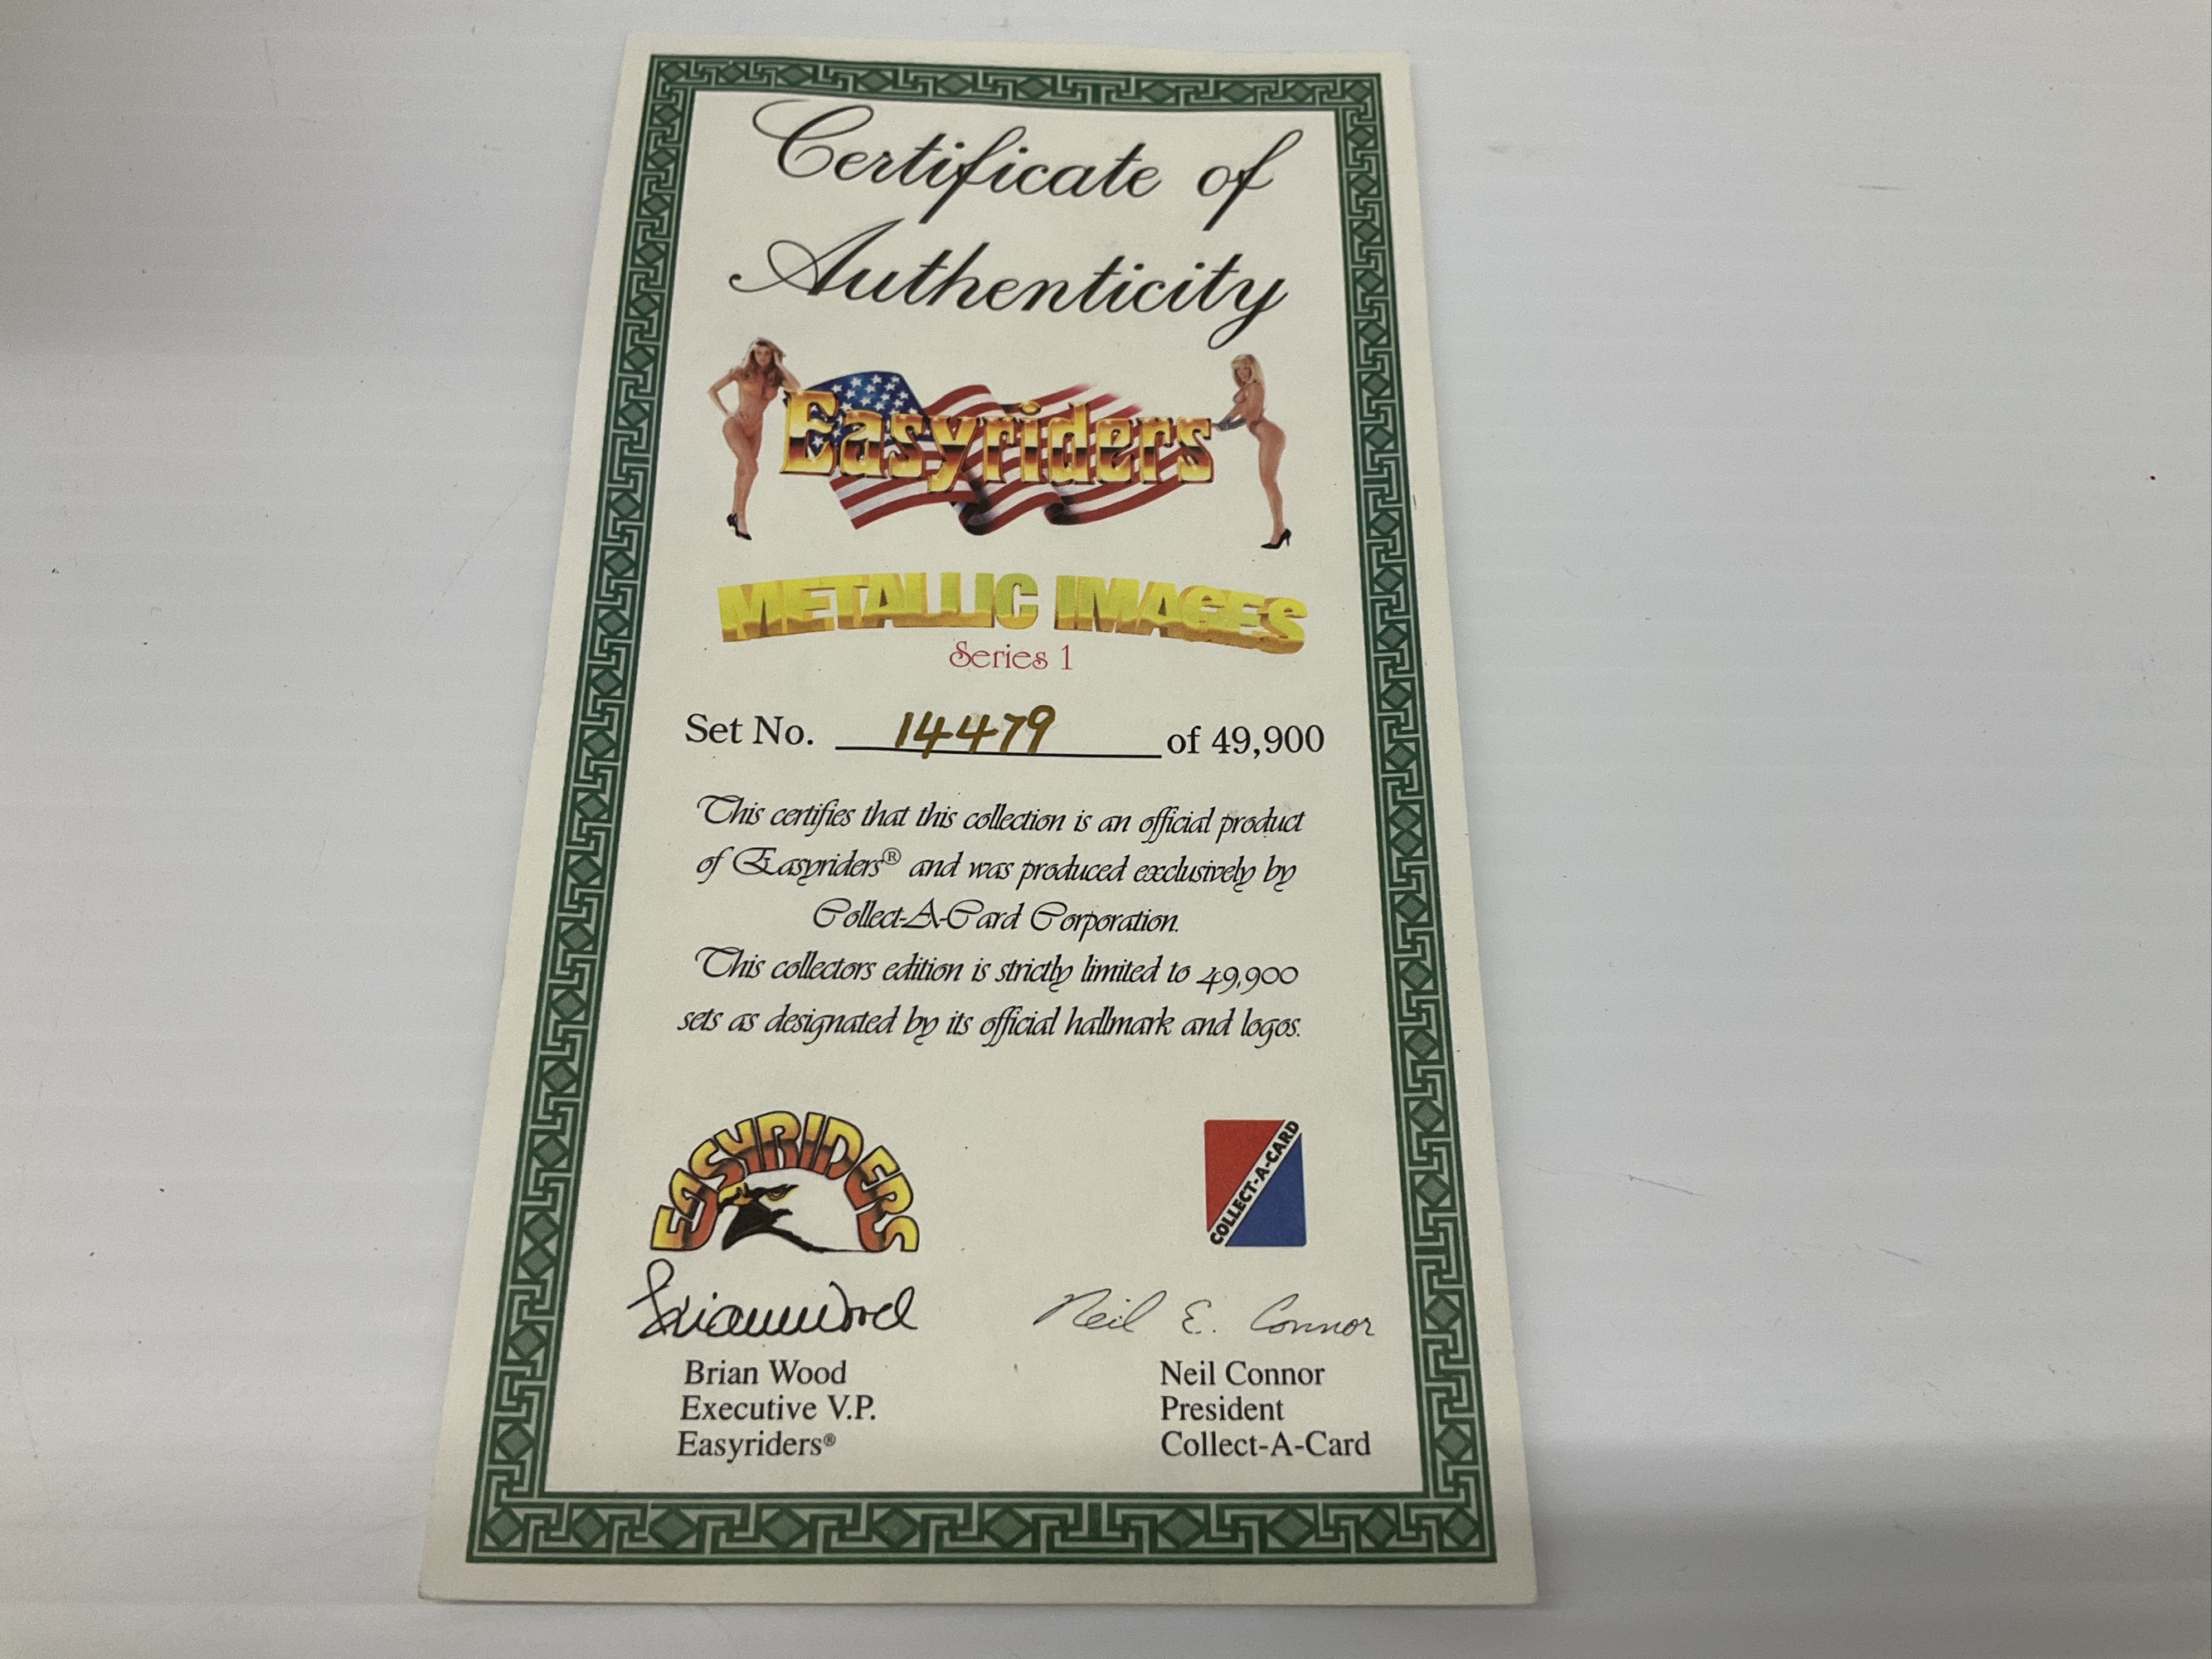 Certificate of
Authenticity
Easyriders
METALLIC IMAGES
Series 1
Set No. 14479 of 49,900
This certifies that this collection is an official product
of Easyriders® and was produced exclusively by
Collect-A-Card Corporation.
This collectors edition is strictly limited to 49,900
sets as designated by its official hallmark and logos.
EASYRIDERS
COLLECT-A-CARD
Brian Wood
Neil E. Connor
Brian Wood
Executive V.P.
Easyriders®
Neil Connor
President
Collect-A-Card